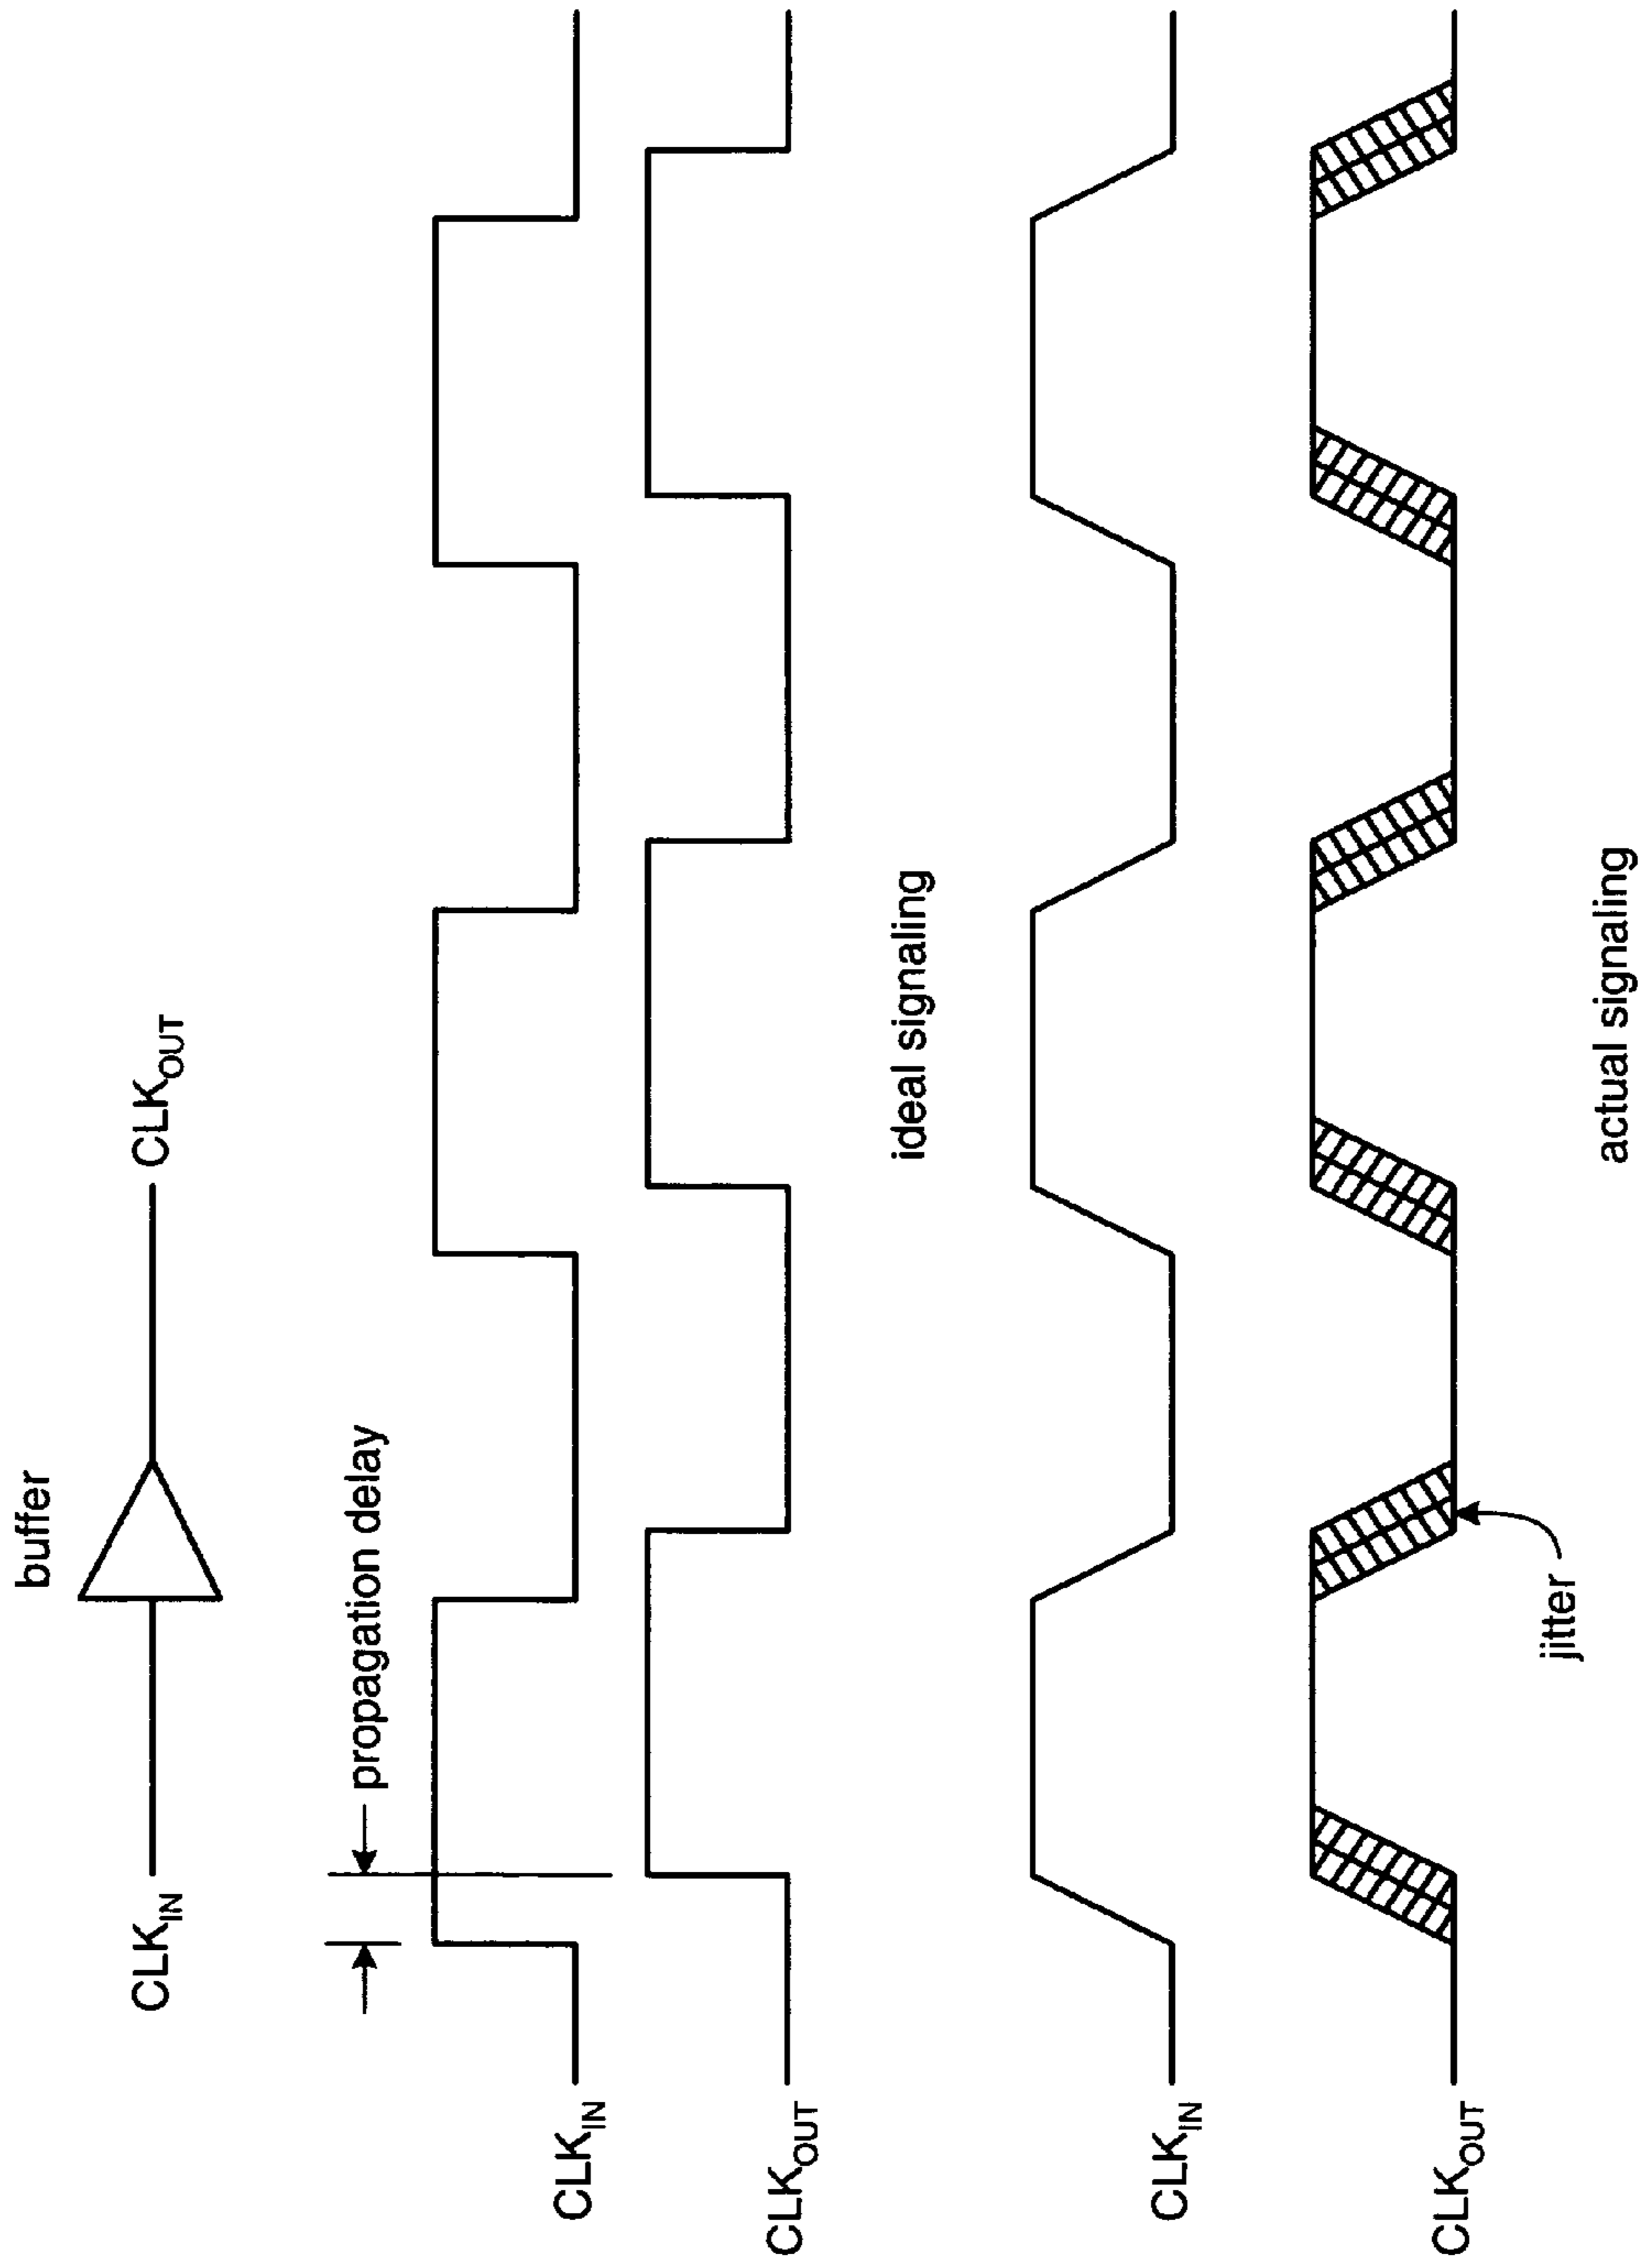 buffer
CLK_IN
CLK_OUT
propagation delay
CLK_IN
CLK_OUT
ideal signaling
CLK_IN
CLK_OUT
jitter
actual signaling